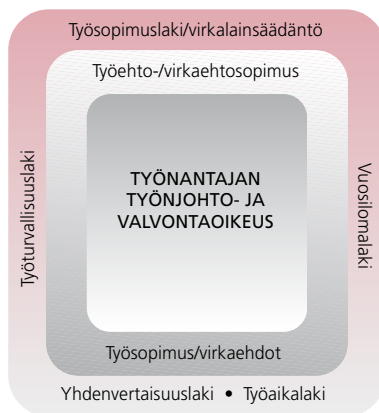 Työsopimuslaki/virkalainsäädäntö
Työehto-/virkaehtosopimus
Työturvallisuuslaki
TYÖNANTAJAN
TYÖNJOHTO- JA
VALVONTAOIKEUS
Vuosilomalaki
Työsopimus/virkaehdot
Yhdenvertaisuuslaki • Työaikalaki